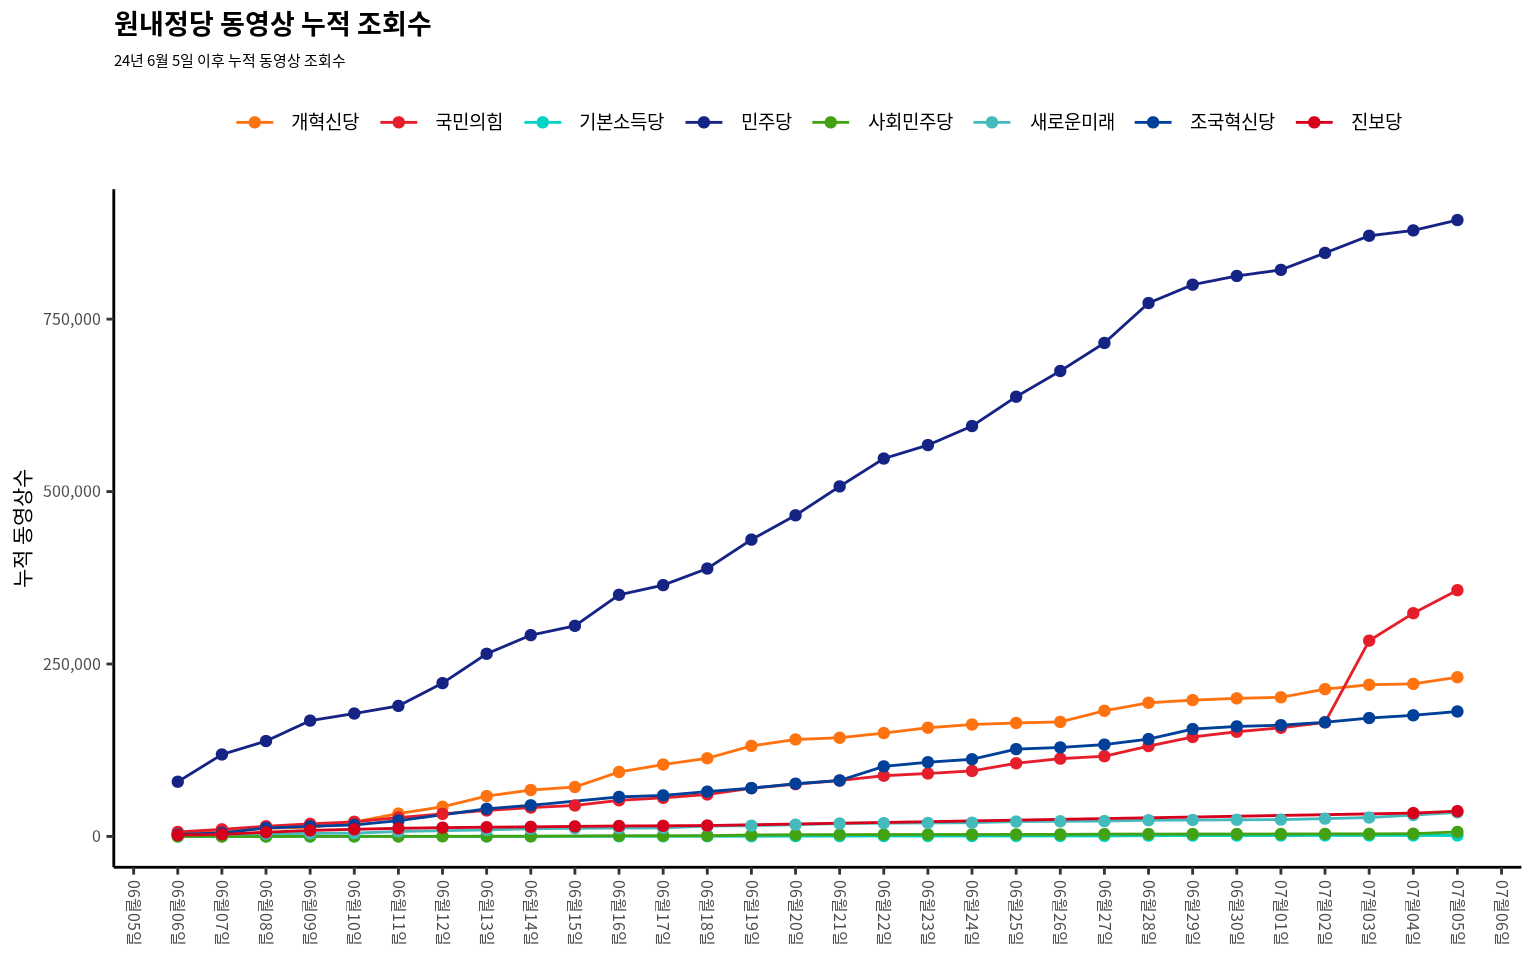 원내정당 동영상 누적 조회수
24년 6월 5일 이후 누적 동영상 조회수
개혁신당 국민의힘 기본소득당 민주당 사회민주당 새로운미래 조국혁신당 진보당
누적 동영상수
750,000
500,000
250,000
0
06월05일
06월06일
06월07일
06월08일
06월09일
06월10일
06월11일
06월12일
06월13일
06월14일
06월15일
06월16일
06월17일
06월18일
06월19일
06월20일
06월21일
06월22일
06월23일
06월24일
06월25일
06월26일
06월27일
06월28일
06월29일
06월30일
07월01일
07월02일
07월03일
07월04일
07월05일
07월06일